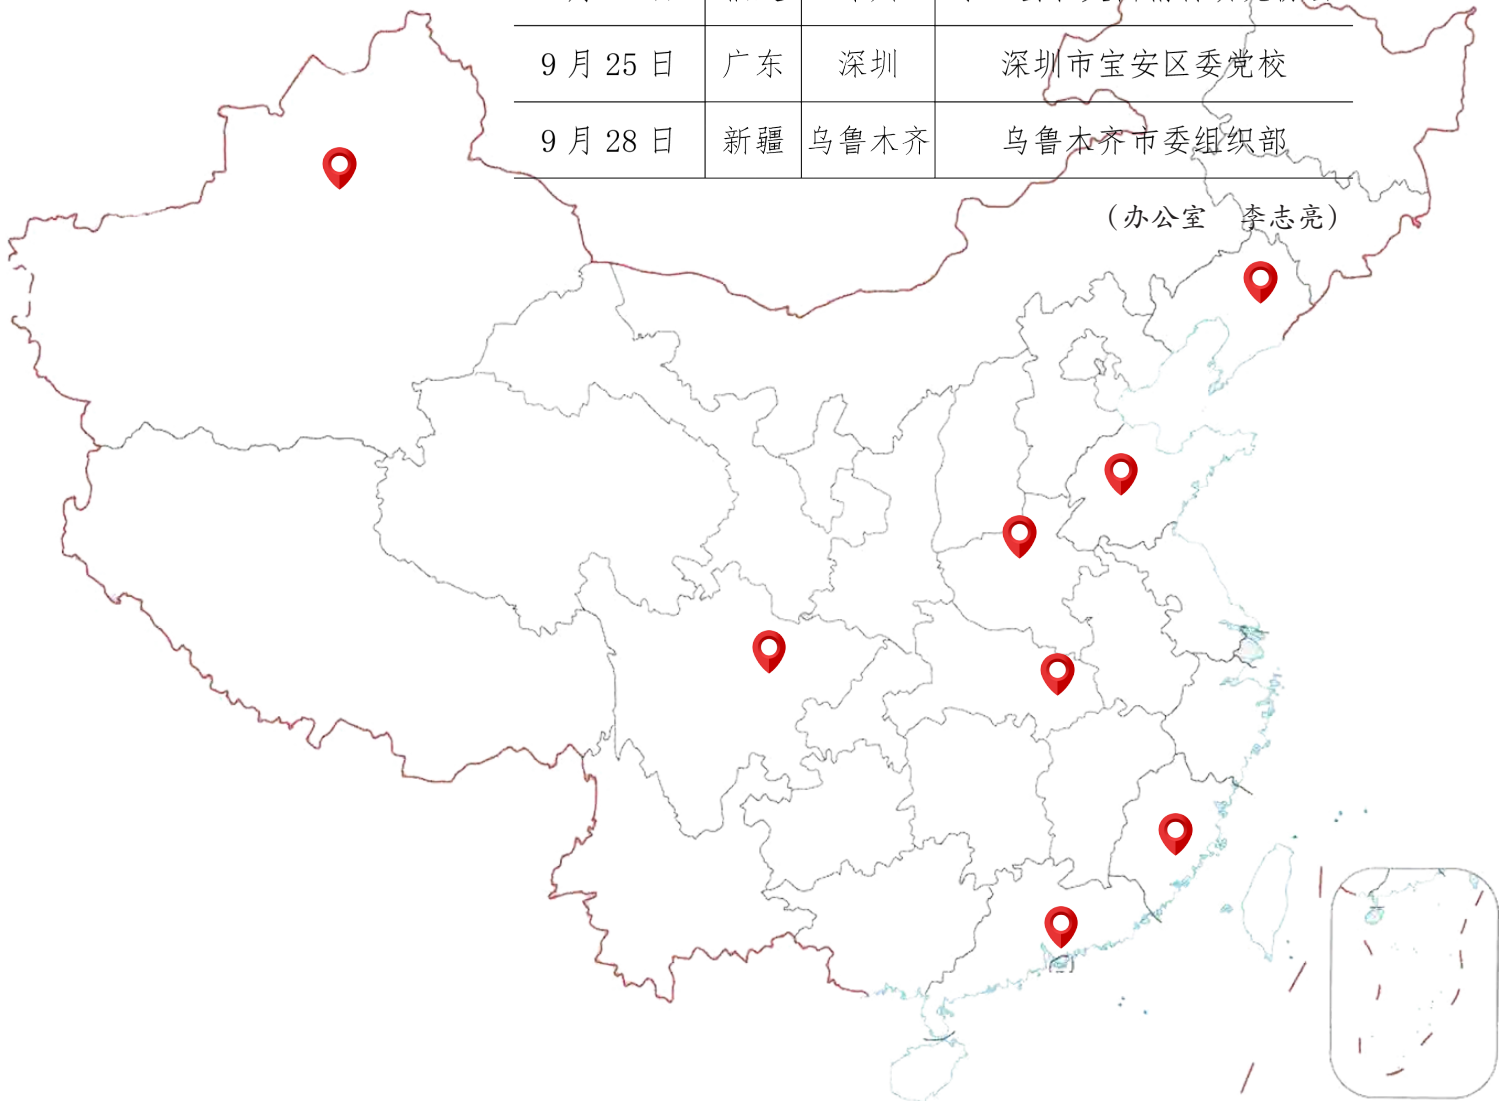 9 月 25 日 广东 深圳 深圳市宝安区委党校
9 月 28 日 新疆 乌鲁木齐 乌鲁木齐市委组织部
(办公室 李志亮)